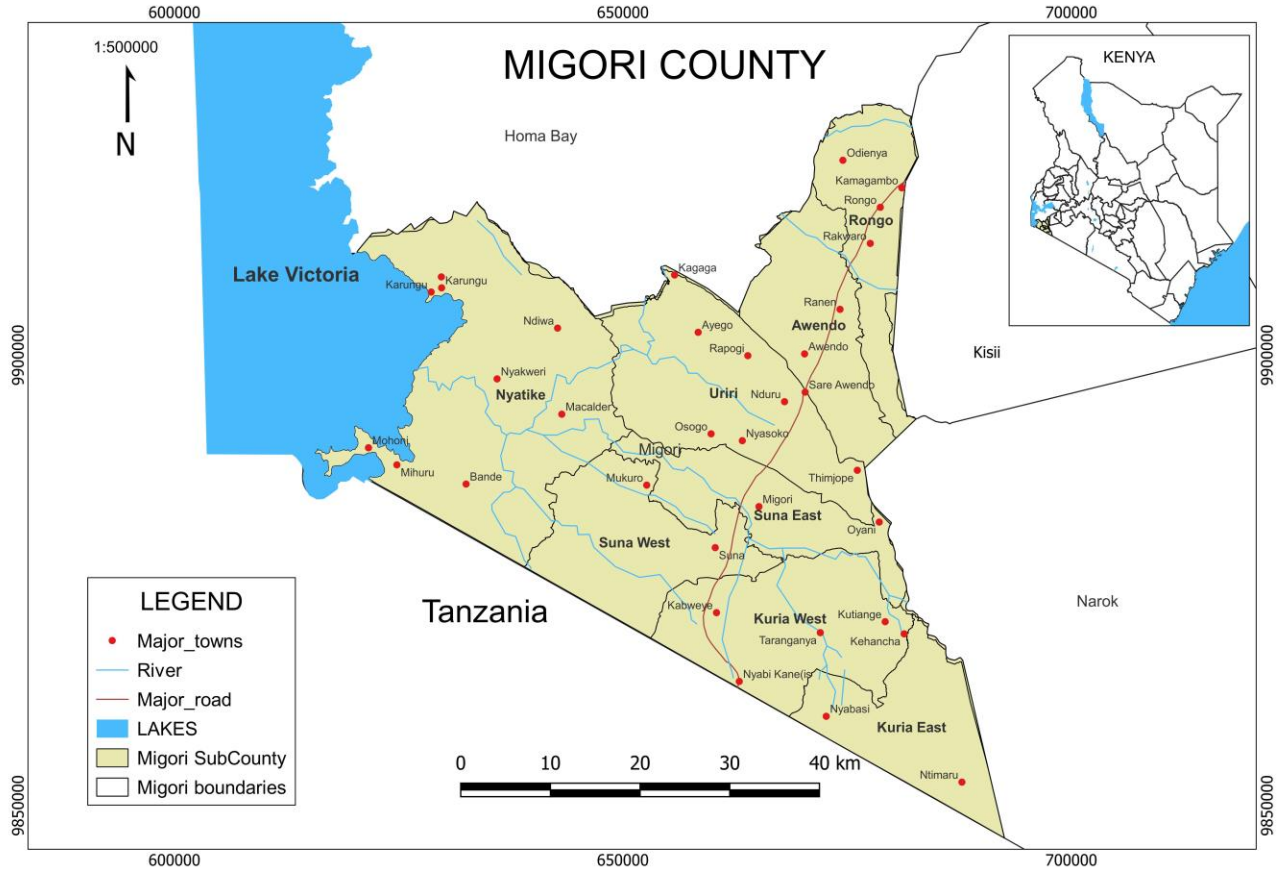 600000
650000
700000
1:500000
N
MIGORI COUNTY
KENYA
Homa Bay
Odienya
Kamagambo
Rongo
Rongo
Rakwaro
Lake Victoria
Karungu
Karungu
Kagaga
Ndiwa
Ranen
Ayego
Awendo
Rapogi
Awendo
9900000
9900000
Kisii
Nyakweri
Nyatike
Uriri
Nduru
Sare Awendo
Macalder
Osogo
Nyasoko
Mohoni
Migori
Mihuru
Bande
Mukuro
Thimjope
Migori
Suna East
Oyani
Suna West
Suna
Tanzania
Kabweye
Kuria West
Kutiange
Taranganya
Kehancha
Narok
Nyabi Kane(is
Nyabasi
Kuria East
Ntimaru
LEGEND
Major_towns
River
Major_road
LAKES
Migori SubCounty
Migori boundaries
0 10 20 30 40 km
9850000
9850000
600000
650000
700000